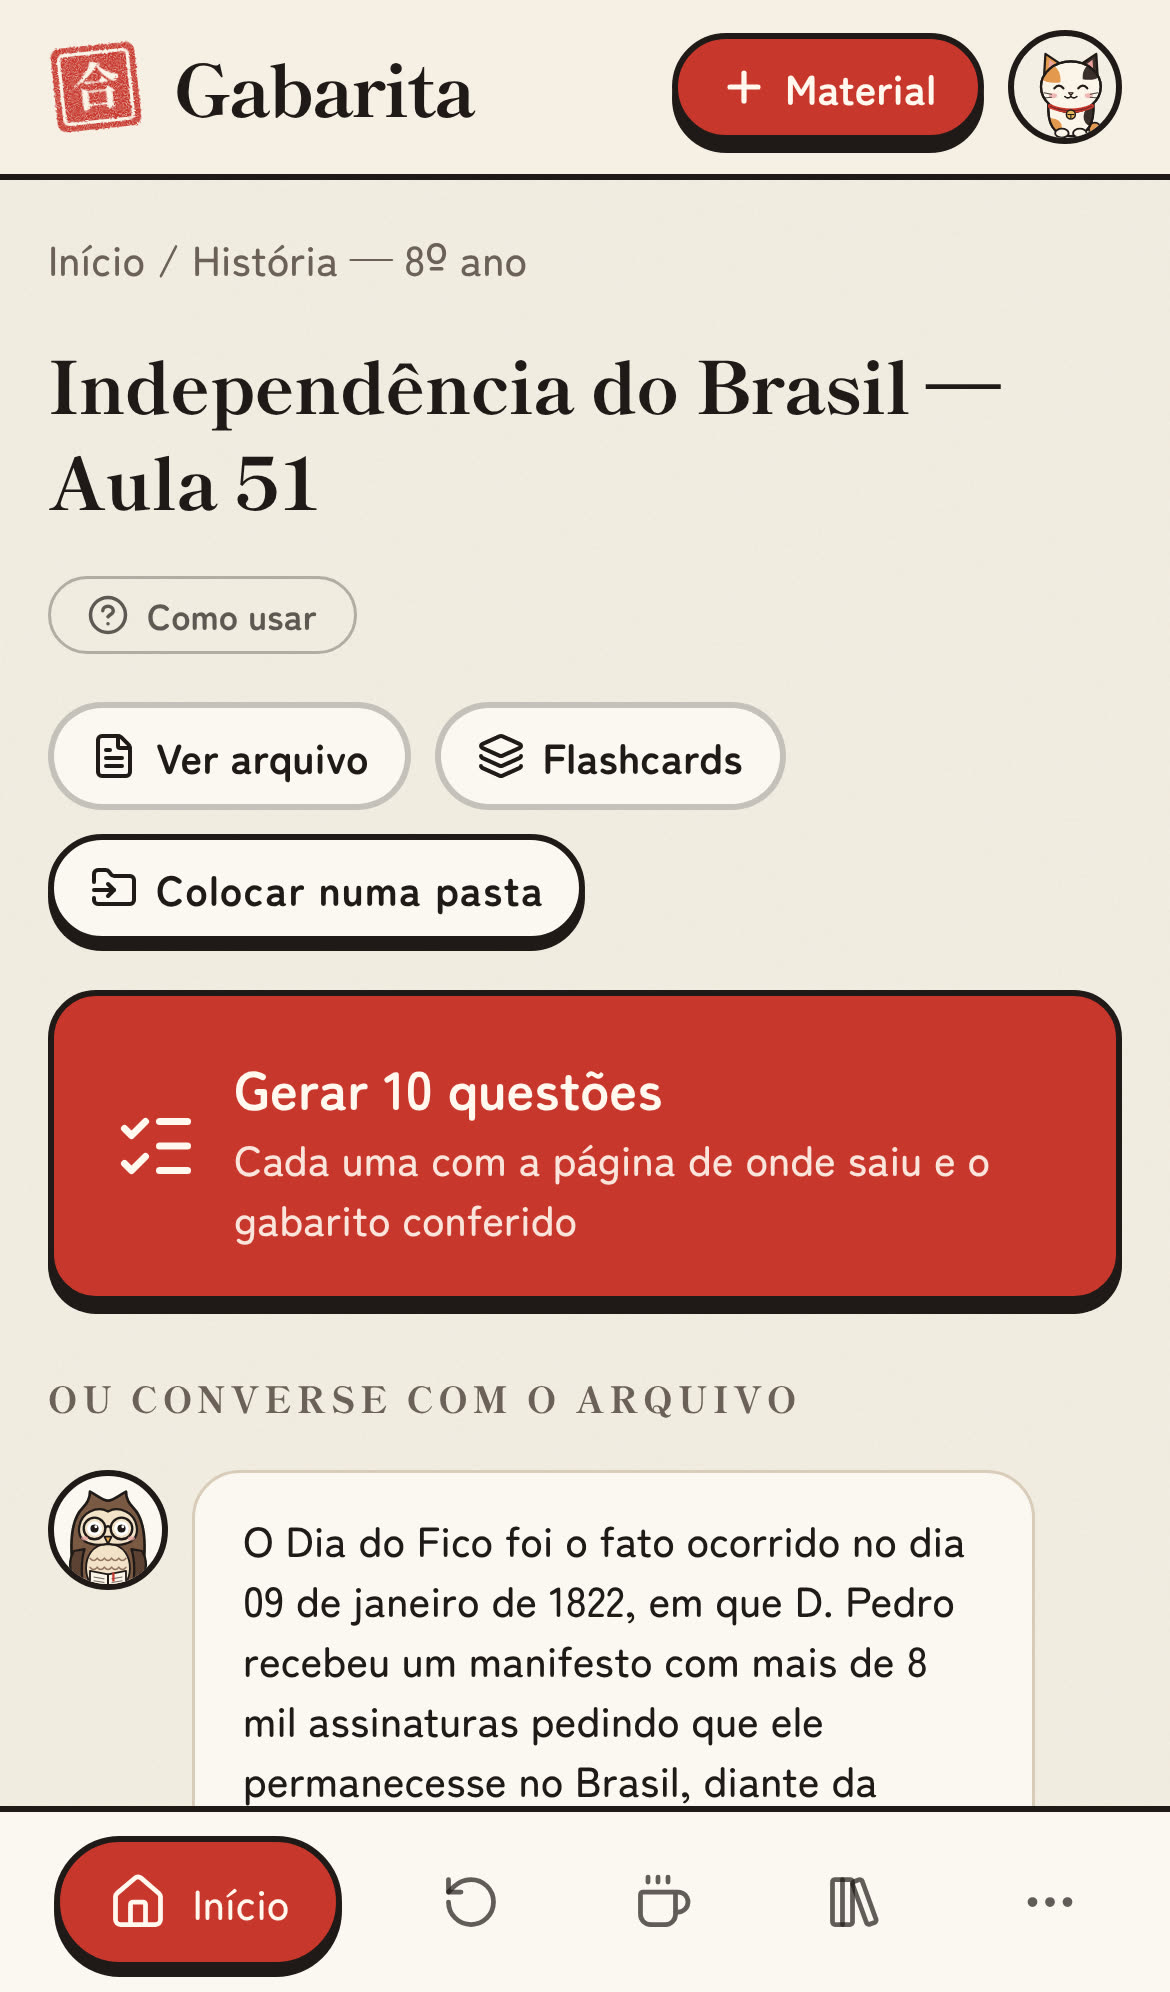 合 Gabarita
+ Material
Início / História — 8º ano
Independência do Brasil —
Aula 51
Como usar
Ver arquivo
Flashcards
Colocar numa pasta
Gerar 10 questões
Cada uma com a página de onde saiu e o
gabarito conferido
OU CONVERSE COM O ARQUIVO
O Dia do Fico foi o fato ocorrido no dia
09 de janeiro de 1822, em que D. Pedro
recebeu um manifesto com mais de 8
mil assinaturas pedindo que ele
permanecesse no Brasil, diante da
Início